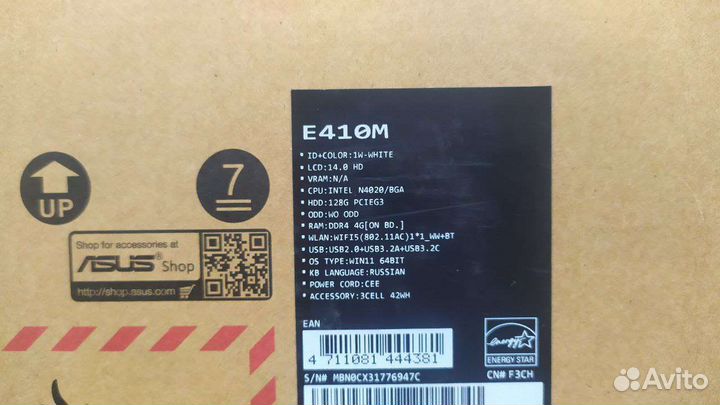 E410M
• ID+COLOR:1W-WHITE
• LCD:14.0 HD
• VRAM:N/A
• CPU:INTEL N4020/BGA
• HDD:128G PCIEG3
• ODD:WO ODD
• RAM:DDR4 4G[ON BD.]
• WLAN:WIFI5(802.11AC)1*1_WW+BT
• USB:USB2.0+USB3.2A+USB3.2C
• OS TYPE:WIN11 64BIT
• KB LANGUAGE:RUSSIAN
• POWER CORD:CEE
• ACCESSORY:3CELL 42WH
EAN
4 711081 444381
S/N# MBN0CX31776947C
energy
ENERGY STAR
CN# F3CH
UP
7
Shop for accessories at
ASUS® Shop
http://shop.asus.com
Avito